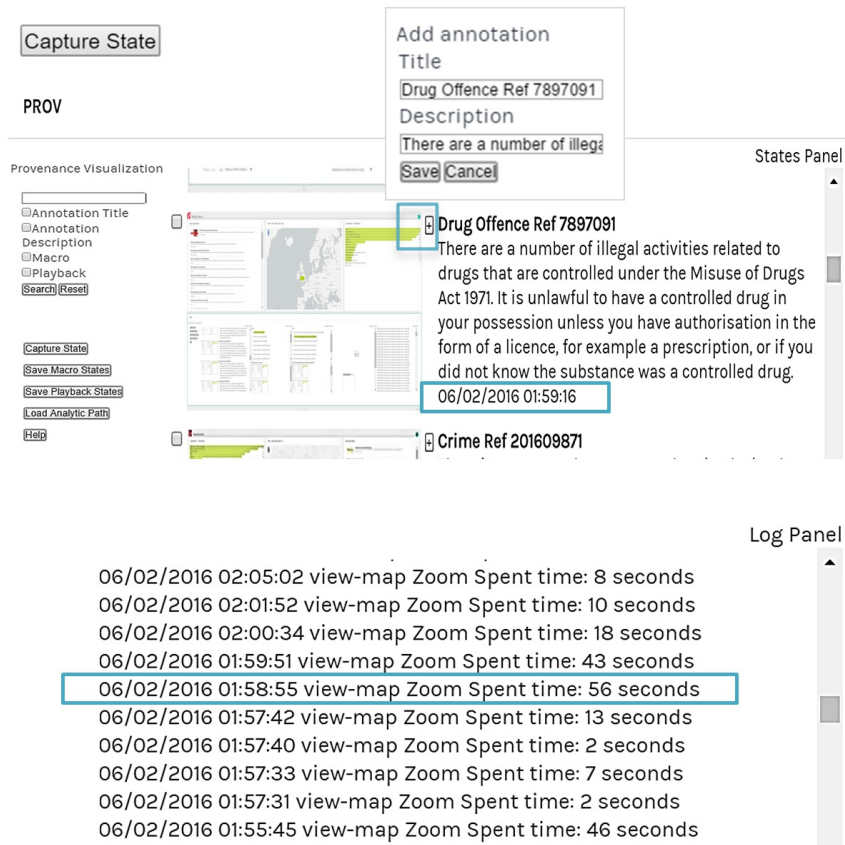 Capture State
Add annotation
Title
Drug Offence Ref 7897091
Description
There are a number of illega
Save Cancel
PROV
States Panel
Provenance Visualization
Annotation Title
Annotation
Description
Macro
Playback
Search Reset
Capture State
Save Macro States
Save Playback States
Load Analytic Path
Help
+ Drug Offence Ref 7897091
There are a number of illegal activities related to
drugs that are controlled under the Misuse of Drugs
Act 1971. It is unlawful to have a controlled drug in
your possession unless you have authorisation in the
form of a licence, for example a prescription, or if you
did not know the substance was a controlled drug.
06/02/2016 01:59:16
+ Crime Ref 201609871
Log Panel
06/02/2016 02:05:02 view-map Zoom Spent time: 8 seconds
06/02/2016 02:01:52 view-map Zoom Spent time: 10 seconds
06/02/2016 02:00:34 view-map Zoom Spent time: 18 seconds
06/02/2016 01:59:51 view-map Zoom Spent time: 43 seconds
06/02/2016 01:58:55 view-map Zoom Spent time: 56 seconds
06/02/2016 01:57:42 view-map Zoom Spent time: 13 seconds
06/02/2016 01:57:40 view-map Zoom Spent time: 2 seconds
06/02/2016 01:57:33 view-map Zoom Spent time: 7 seconds
06/02/2016 01:57:31 view-map Zoom Spent time: 2 seconds
06/02/2016 01:55:45 view-map Zoom Spent time: 46 seconds